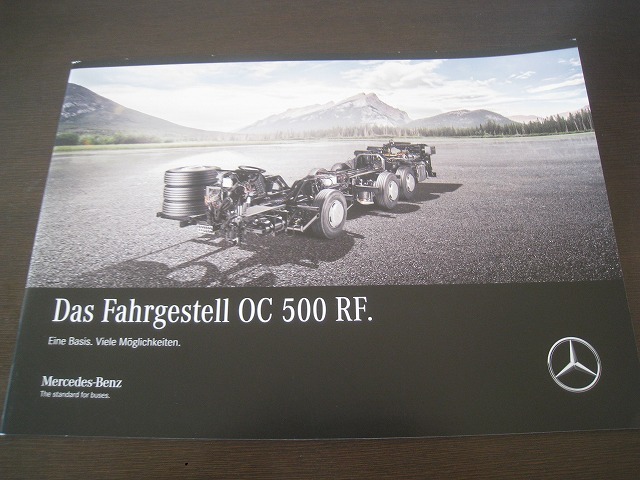 Das Fahrgestell OC 500 RF.
Eine Basis. Viele Möglichkeiten.
Mercedes-Benz
The standard for buses.